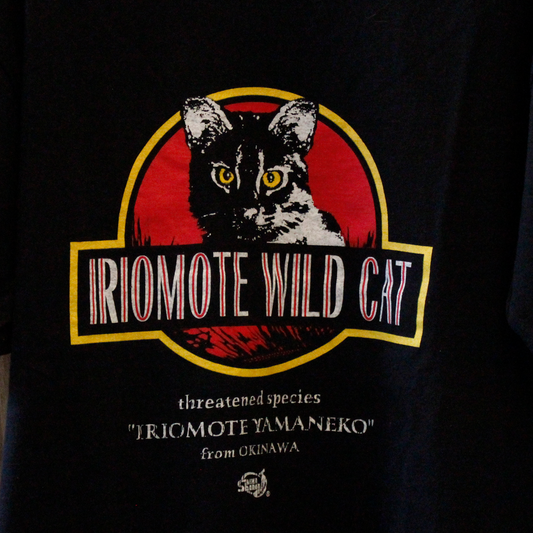 IRIOMOTE WILD CAT
threatened species
"IRIOMOTE YAMANEKO"
from OKINAWA